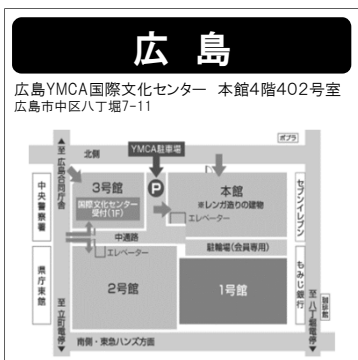 広島
広島YMCA国際文化センター 本館4階402号室
広島市中区八丁堀7-11
ポプラ
▲至 広島合同庁舎
北側
YMCA駐車場
P
3号館
国際文化センター
受付(1F)
本館
※レンガ造りの建物
エレベーター
中央警察署
セブンイレブン
中通路
エレベーター
駐輪場(会員専用)
県庁東館
至 立町電停▼
2号館
1号館
もみじ銀行
至 八丁堀電停▼
南側・東急ハンズ方面